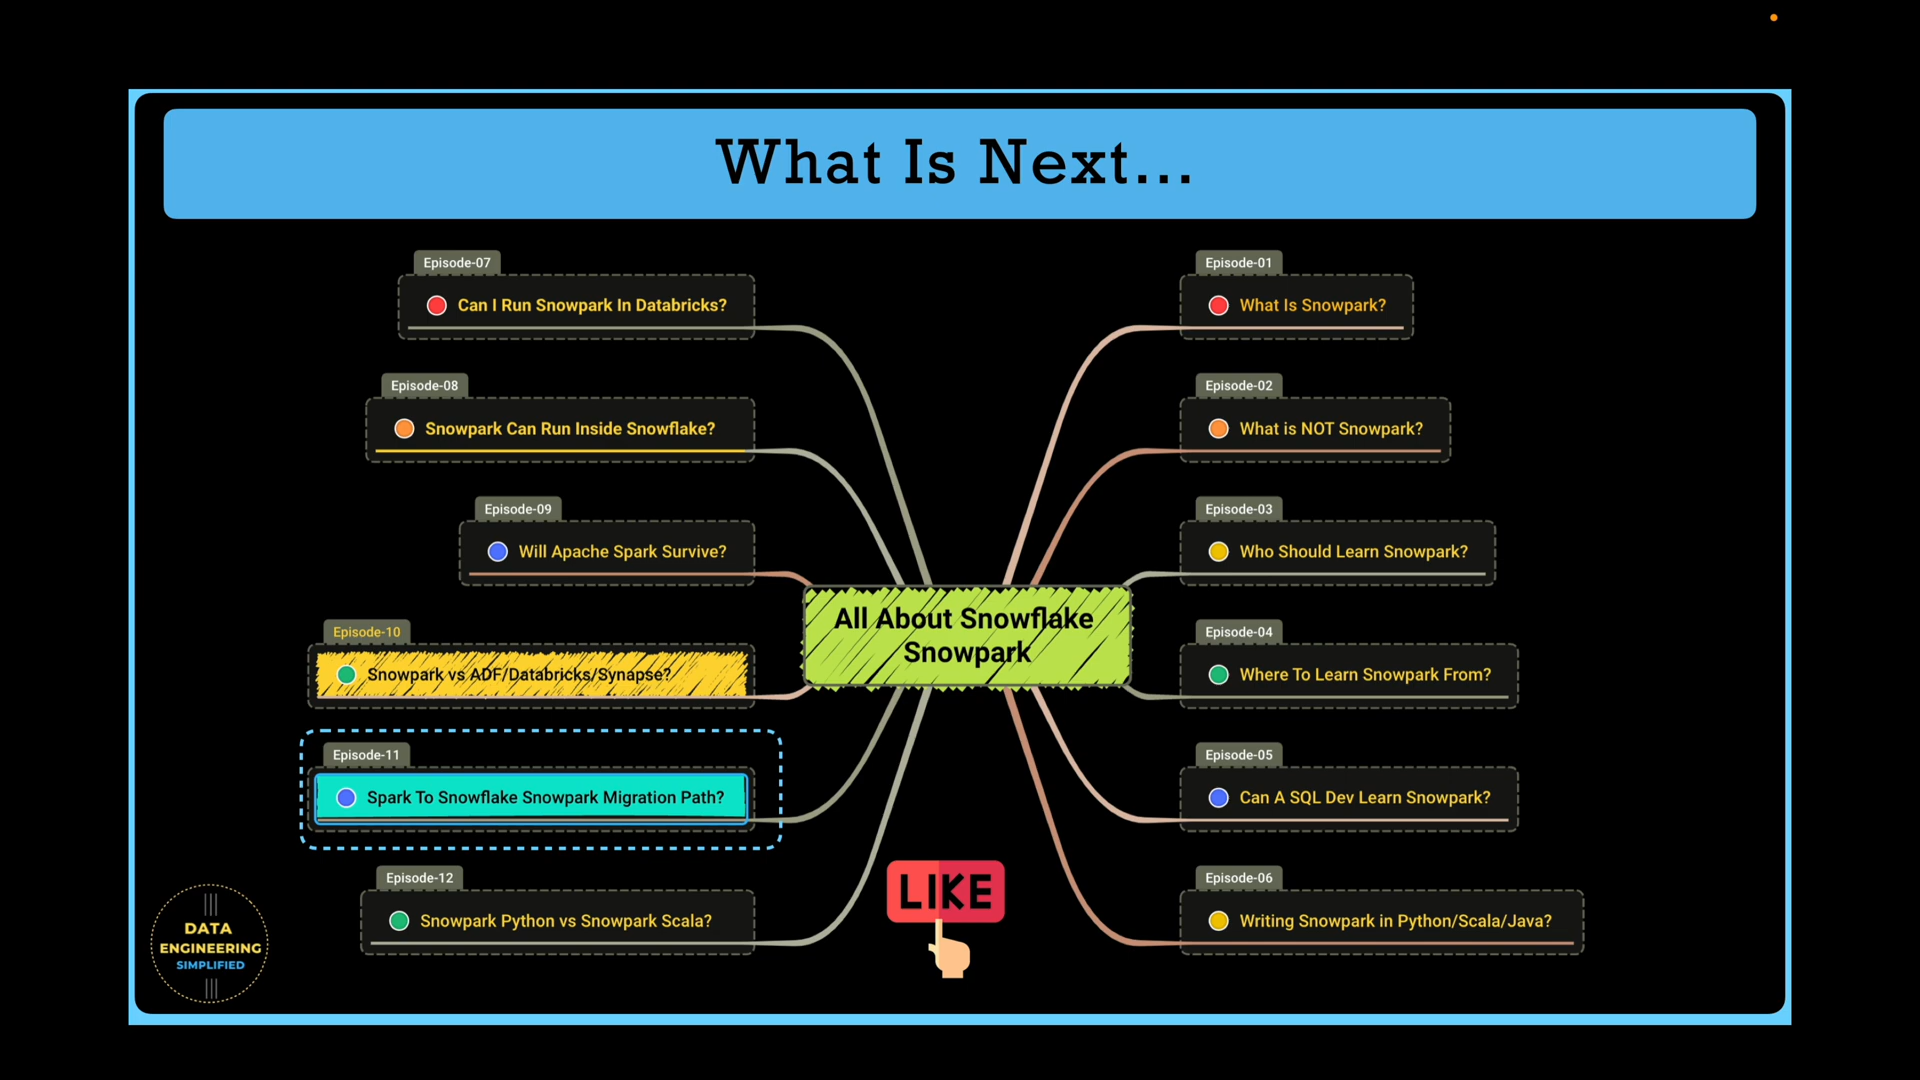 What Is Next...
Episode-07
Can I Run Snowpark In Databricks?
Episode-08
Snowpark Can Run Inside Snowflake?
Episode-09
Will Apache Spark Survive?
Episode-10
Snowpark vs ADF/Databricks/Synapse?
Episode-11
Spark To Snowflake Snowpark Migration Path?
Episode-12
Snowpark Python vs Snowpark Scala?
All About Snowflake
Snowpark
Episode-01
What Is Snowpark?
Episode-02
What is NOT Snowpark?
Episode-03
Who Should Learn Snowpark?
Episode-04
Where To Learn Snowpark From?
Episode-05
Can A SQL Dev Learn Snowpark?
Episode-06
Writing Snowpark in Python/Scala/Java?
LIKE
DATA
ENGINEERING
SIMPLIFIED